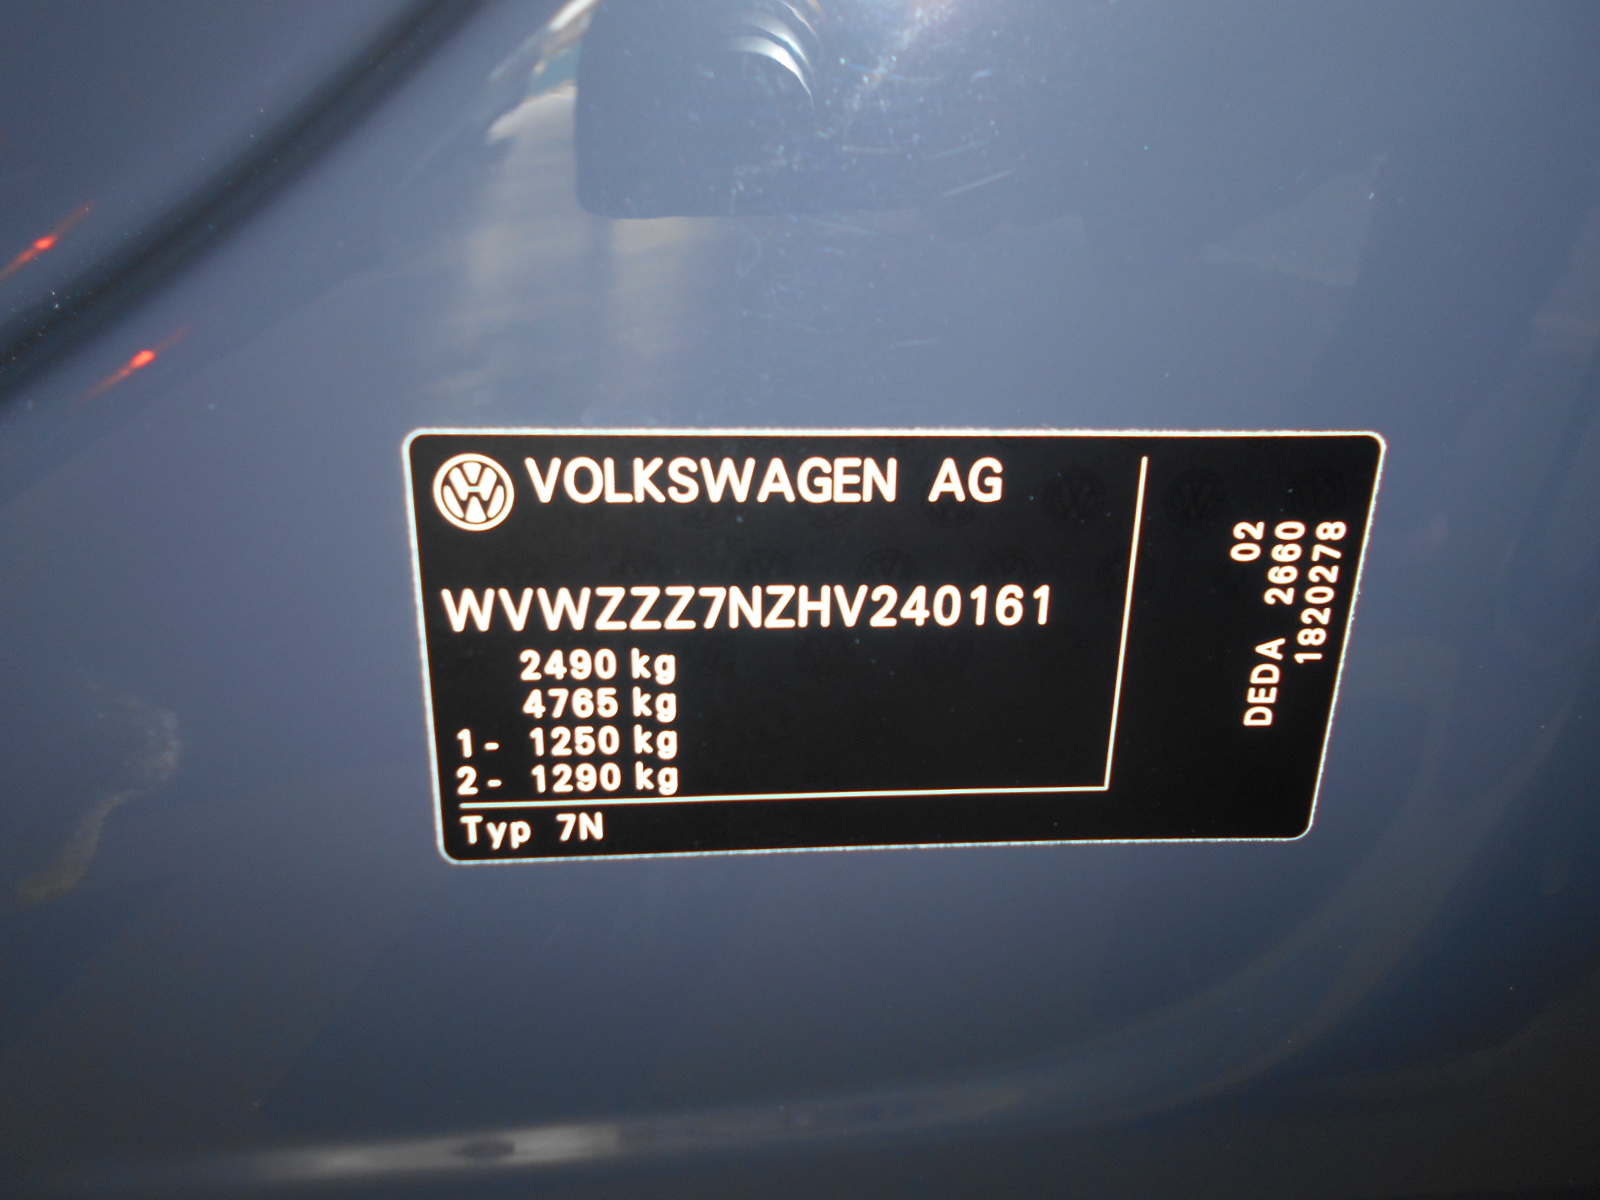 VOLKSWAGEN AG
WVWZZZ7NZHV240161
2490 kg
4765 kg
1- 1250 kg
2- 1290 kg
Typ 7N
02
DEDA 2660
1820278